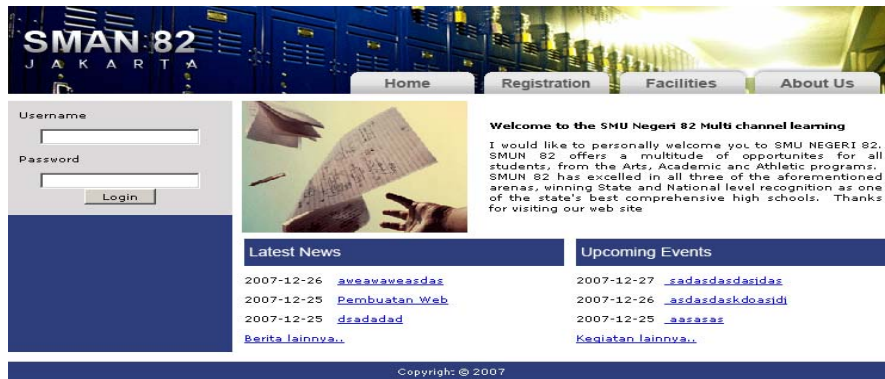 SMAN 82
JAKARTA
Home Registration Facilities About Us
Username
Password
Login
Welcome to the SMU Negeri 82 Multi channel learning
I would like to personally welcome you to SMU NEGERI 82.
SMUN 82 offers a multitude of opportunites for all
students, from the Arts, Academic and Athletic programs.
SMUN 82 has excelled in all three of the aforementioned
arenas, winning State and National level recognition as one
of the state's best comprehensive high schools. Thanks
for visiting our web site
Latest News
2007-12-26 aweawaweasdas
2007-12-25 Pembuatan Web
2007-12-25 dsadadad
Berita lainnya..
Upcoming Events
2007-12-27 sadasdasdasjdas
2007-12-26 asdasdaskdoasjdj
2007-12-25 aasasas
Kegiatan lainnya..
Copyright © 2007